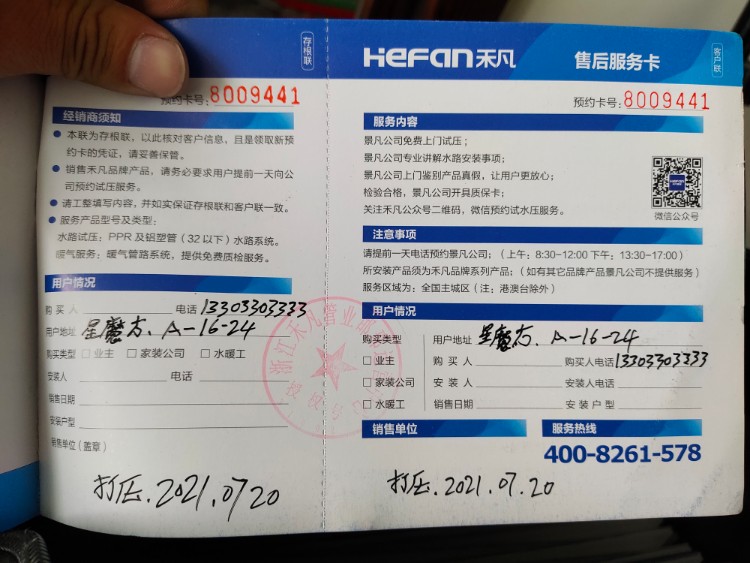 存根联
预约卡号: 8009441
经销商须知
● 本联为存根联，以此核对客户信息，且是领取新预
约卡的凭证，请妥善保管。
● 销售禾凡品牌产品，请务必要求用户提前一天向公
司预约试压服务。
● 请工整填写内容，并如实保证存根联和客户联一致。
● 服务产品型号及类型:
水路试压: PPR 及铝塑管 (32以下) 水路系统。
暖气服务: 暖气管路系统，提供免费质检服务。
用户情况
购 买 人 电话 13303303333
用户地址 星魔方、A-16-24
购买类型 □ 业主 □ 家装公司 □ 水暖工
安装人 电话
销售日期
安装户型
销售单位 (盖章)
打压.2021.07 20
HEFAN禾凡 售后服务卡
客户联
预约卡号: 8009441
服务内容
景凡公司免费上门试压;
景凡公司专业讲解水路安装事项;
景凡公司上门鉴别产品真假，让用户更放心;
检验合格，景凡公司开具质保卡;
关注禾凡公众号二维码，微信预约试水压服务。
微信公众号
注意事项
请提前一天电话预约景凡公司; (上午: 8:30-12:00 下午: 13:30-17:00)
所安装产品须为禾凡品牌系列产品; (如有其它品牌产品景凡公司不提供服务)
服务区域为: 全国主城区 (注: 港澳台除外)
用户情况
购买类型 用户地址 星魔方、A-16-24
□ 业主 购 买 人 购买人电话 13303303333
□ 家装公司 安 装 人 安装人电话
□ 水暖工 销售日期 安 装 户 型
销售单位 服务热线
400-8261-578
打压.2021.07.20